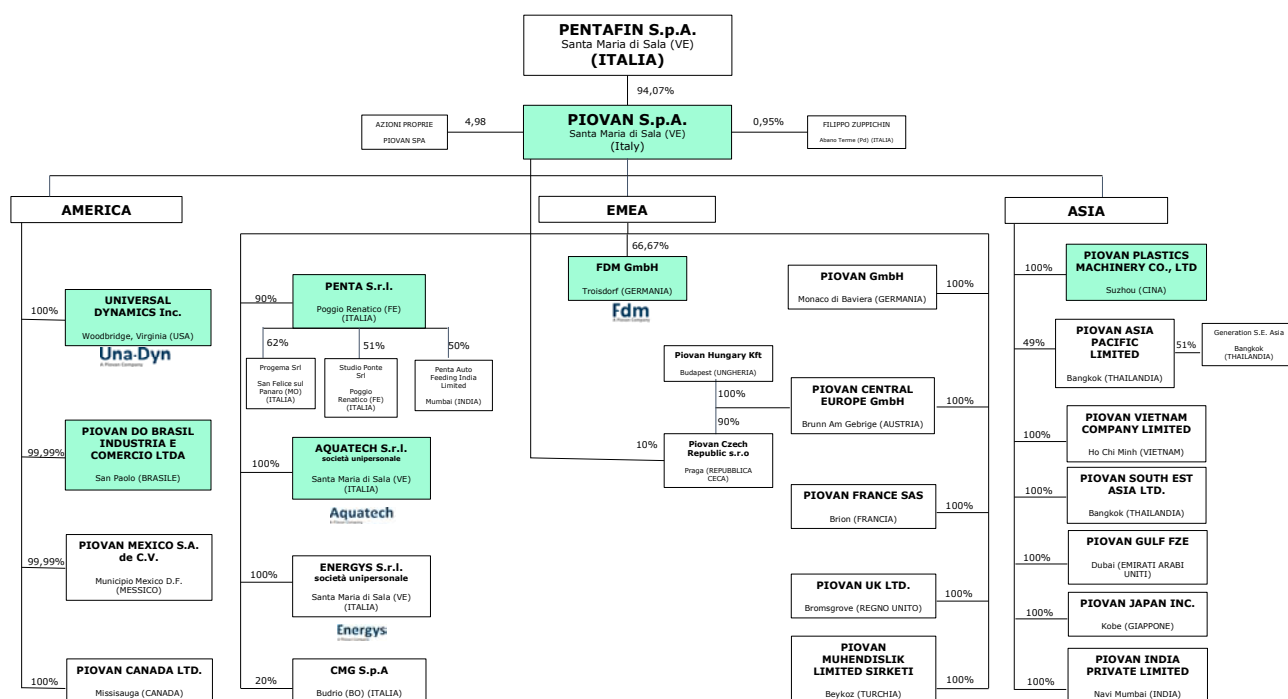 PENTAFIN S.p.A.
Santa Maria di Sala (VE)
(ITALIA)
94,07%
AZIONI PROPRIE
PIOVAN SPA
4,98
PIOVAN S.p.A.
Santa Maria di Sala (VE)
(Italy)
0,95%
FILIPPO ZUPPICHIN
Abano Terme (Pd) (ITALIA)
AMERICA
EMEA
ASIA
100%
UNIVERSAL
DYNAMICS Inc.
Woodbridge, Virginia (USA)
Una-Dyn
A Piovan Company
99,99%
PIOVAN DO BRASIL
INDUSTRIA E
COMERCIO LTDA
San Paolo (BRASILE)
99,99%
PIOVAN MEXICO S.A.
de C.V.
Municipio Mexico D.F.
(MESSICO)
100%
PIOVAN CANADA LTD.
Missisauga (CANADA)
90%
PENTA S.r.l.
Poggio Renatico (FE)
(ITALIA)
62%
51%
50%
Progema Srl
San Felice sul
Panaro (MO)
(ITALIA)
Studio Ponte
Srl
Poggio
Renatico (FE)
(ITALIA)
Penta Auto
Feeding India
Limited
Mumbai (INDIA)
100%
AQUATECH S.r.l.
società unipersonale
Santa Maria di Sala (VE)
(ITALIA)
Aquatech
A Piovan Company
100%
ENERGYS S.r.l.
società unipersonale
Santa Maria di Sala (VE)
(ITALIA)
Energys
A Piovan Company
20%
CMG S.p.A
Budrio (BO) (ITALIA)
66,67%
FDM GmbH
Troisdorf (GERMANIA)
Fdm
A Piovan Company
Piovan Hungary Kft
Budapest (UNGHERIA)
100%
90%
10%
Piovan Czech
Republic s.r.o
Praga (REPUBBLICA
CECA)
PIOVAN GmbH
Monaco di Baviera (GERMANIA)
100%
PIOVAN CENTRAL
EUROPE GmbH
Brunn Am Gebrige (AUSTRIA)
100%
PIOVAN FRANCE SAS
Brion (FRANCIA)
100%
PIOVAN UK LTD.
Bromsgrove (REGNO UNITO)
100%
PIOVAN
MUHENDISLIK
LIMITED SIRKETI
Beykoz (TURCHIA)
100%
100%
PIOVAN PLASTICS
MACHINERY CO., LTD
Suzhou (CINA)
49%
PIOVAN ASIA
PACIFIC
LIMITED
Bangkok (THAILANDIA)
51%
Generation S.E. Asia
Bangkok
(THAILANDIA)
100%
PIOVAN VIETNAM
COMPANY LIMITED
Ho Chi Minh (VIETNAM)
100%
PIOVAN SOUTH EST
ASIA LTD.
Bangkok (THAILANDIA)
100%
PIOVAN GULF FZE
Dubai (EMIRATI ARABI
UNITI)
100%
PIOVAN JAPAN INC.
Kobe (GIAPPONE)
100%
PIOVAN INDIA
PRIVATE LIMITED
Navi Mumbai (INDIA)